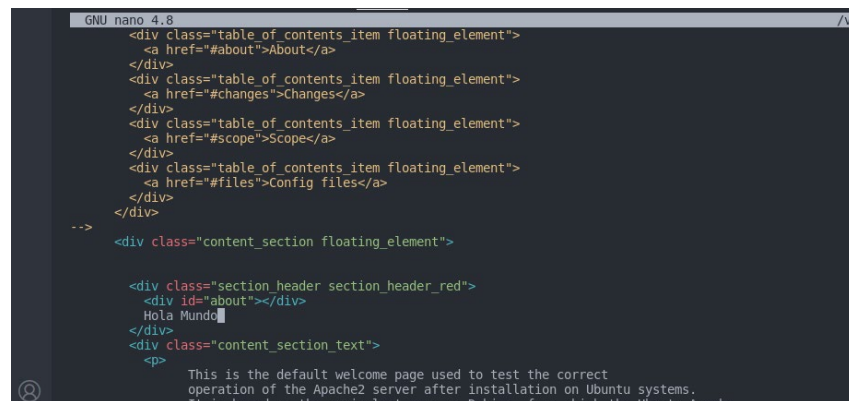 GNU nano 4.8 /v
<div class="table_of_contents_item floating_element">
<a href="#about">About</a>
</div>
<div class="table_of_contents_item floating_element">
<a href="#changes">Changes</a>
</div>
<div class="table_of_contents_item floating_element">
<a href="#scope">Scope</a>
</div>
<div class="table_of_contents_item floating_element">
<a href="#files">Config files</a>
</div>
</div>
-->
<div class="content_section floating_element">
<div class="section_header section_header_red">
<div id="about"></div>
Hola Mundo
</div>
<div class="content_section_text">
<p>
This is the default welcome page used to test the correct
operation of the Apache2 server after installation on Ubuntu systems.